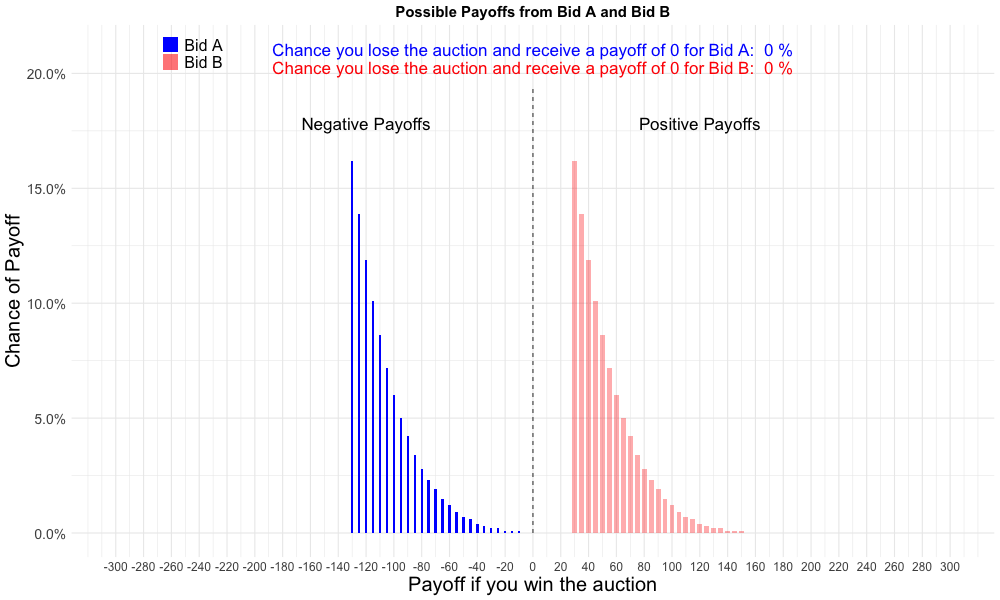 Possible Payoffs from Bid A and Bid B
Bid A
Bid B
Chance you lose the auction and receive a payoff of 0 for Bid A:  0 %
Chance you lose the auction and receive a payoff of 0 for Bid B:  0 %
Negative Payoffs
Positive Payoffs
Chance of Payoff
20.0%
15.0%
10.0%
5.0%
0.0%
-300 -280 -260 -240 -220 -200 -180 -160 -140 -120 -100 -80 -60 -40 -20 0 20 40 60 80 100 120 140 160 180 200 220 240 260 280 300
Payoff if you win the auction